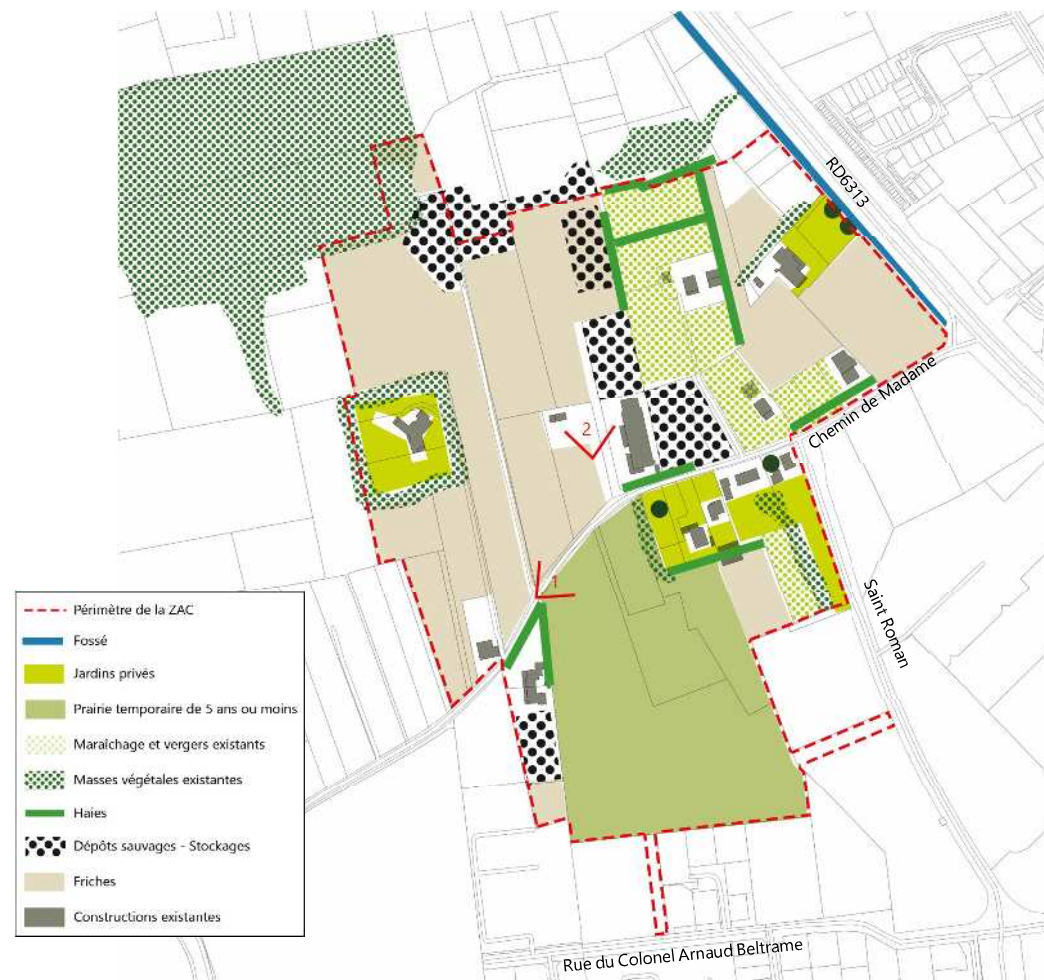 RD6313
Chemin de Madame
2
1
Saint Roman
Périmètre de la ZAC
Fossé
Jardins privés
Prairie temporaire de 5 ans ou moins
Maraîchage et vergers existants
Masses végétales existantes
Haies
Dépôts sauvages - Stockages
Friches
Constructions existantes
Rue du Colonel Arnaud Beltrame